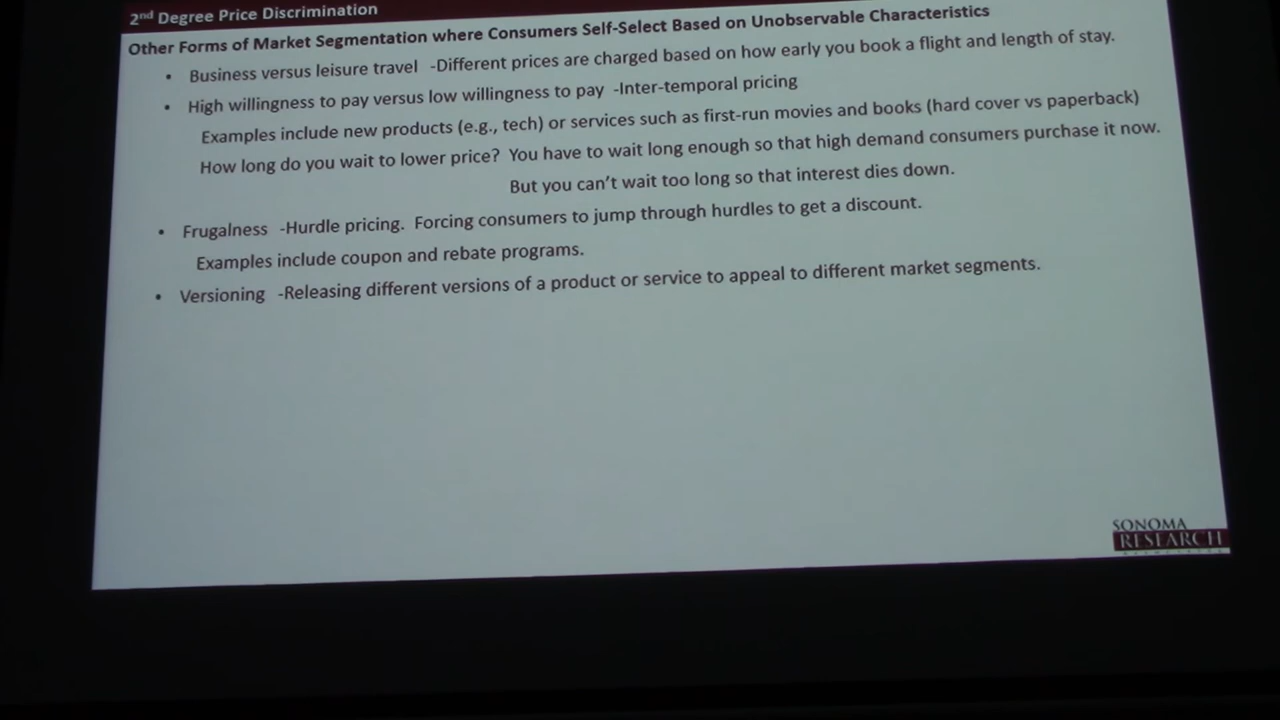 2nd Degree Price Discrimination
Other Forms of Market Segmentation where Consumers Self-Select Based on Unobservable Characteristics
• Business versus leisure travel -Different prices are charged based on how early you book a flight and length of stay.
• High willingness to pay versus low willingness to pay -Inter-temporal pricing
Examples include new products (e.g., tech) or services such as first-run movies and books (hard cover vs paperback)
How long do you wait to lower price? You have to wait long enough so that high demand consumers purchase it now.
But you can't wait too long so that interest dies down.
• Frugalness -Hurdle pricing. Forcing consumers to jump through hurdles to get a discount.
Examples include coupon and rebate programs.
• Versioning -Releasing different versions of a product or service to appeal to different market segments.
SONOMA
RESEARCH